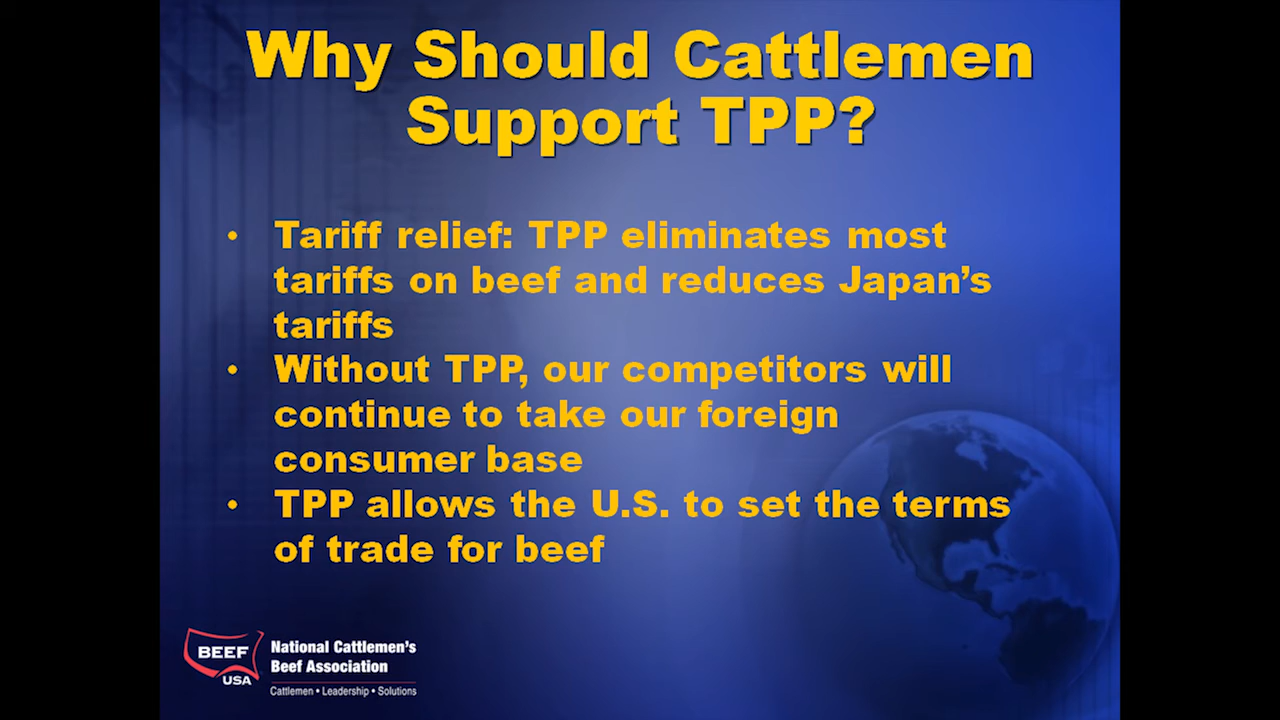 Why Should Cattlemen
Support TPP?
• Tariff relief: TPP eliminates most
tariffs on beef and reduces Japan’s
tariffs
• Without TPP, our competitors will
continue to take our foreign
consumer base
• TPP allows the U.S. to set the terms
of trade for beef
BEEF
USA
National Cattlemen's
Beef Association
Cattlemen • Leadership • Solutions